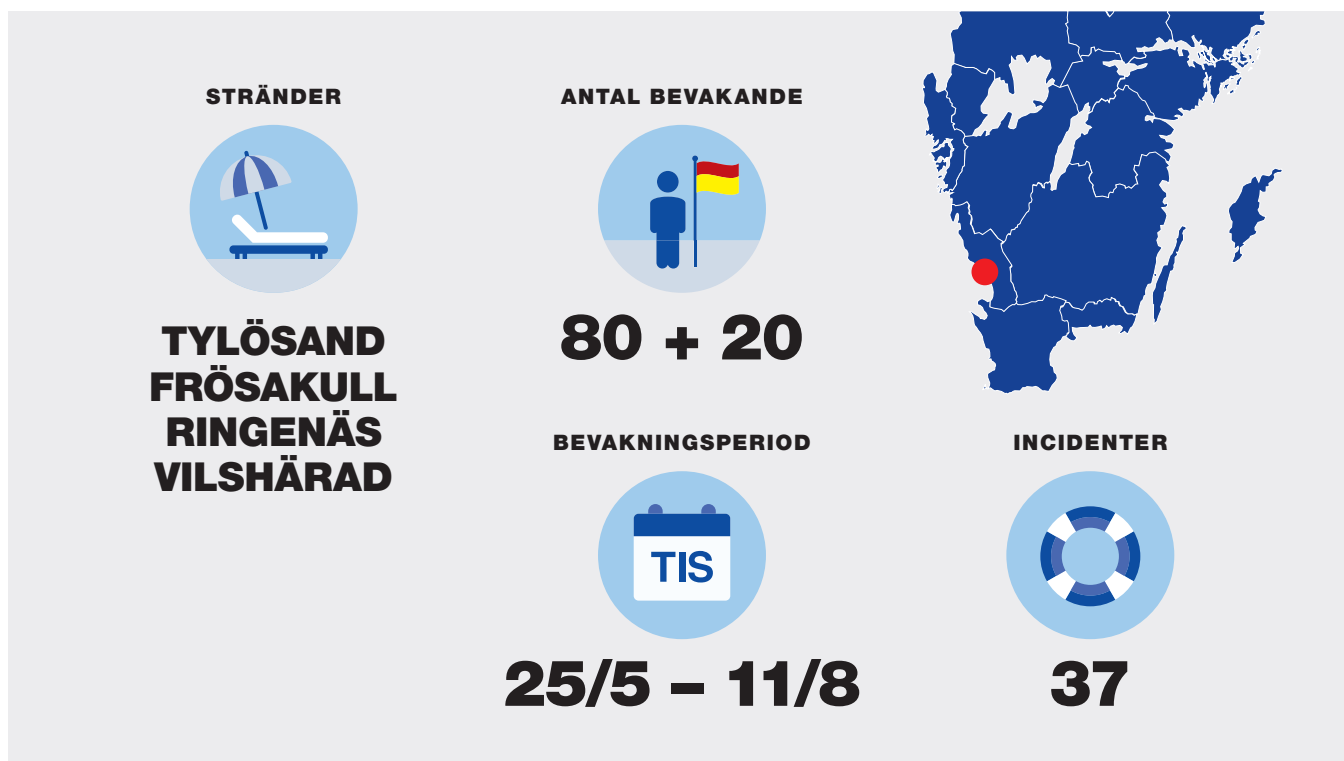 STRÄNDER
TYLÖSAND
FRÖSAKULL
RINGENÄS
VILSHÄRAD
ANTAL BEVAKANDE
80 + 20
BEVAKNINGSPERIOD
TIS
25/5 – 11/8
INCIDENTER
37